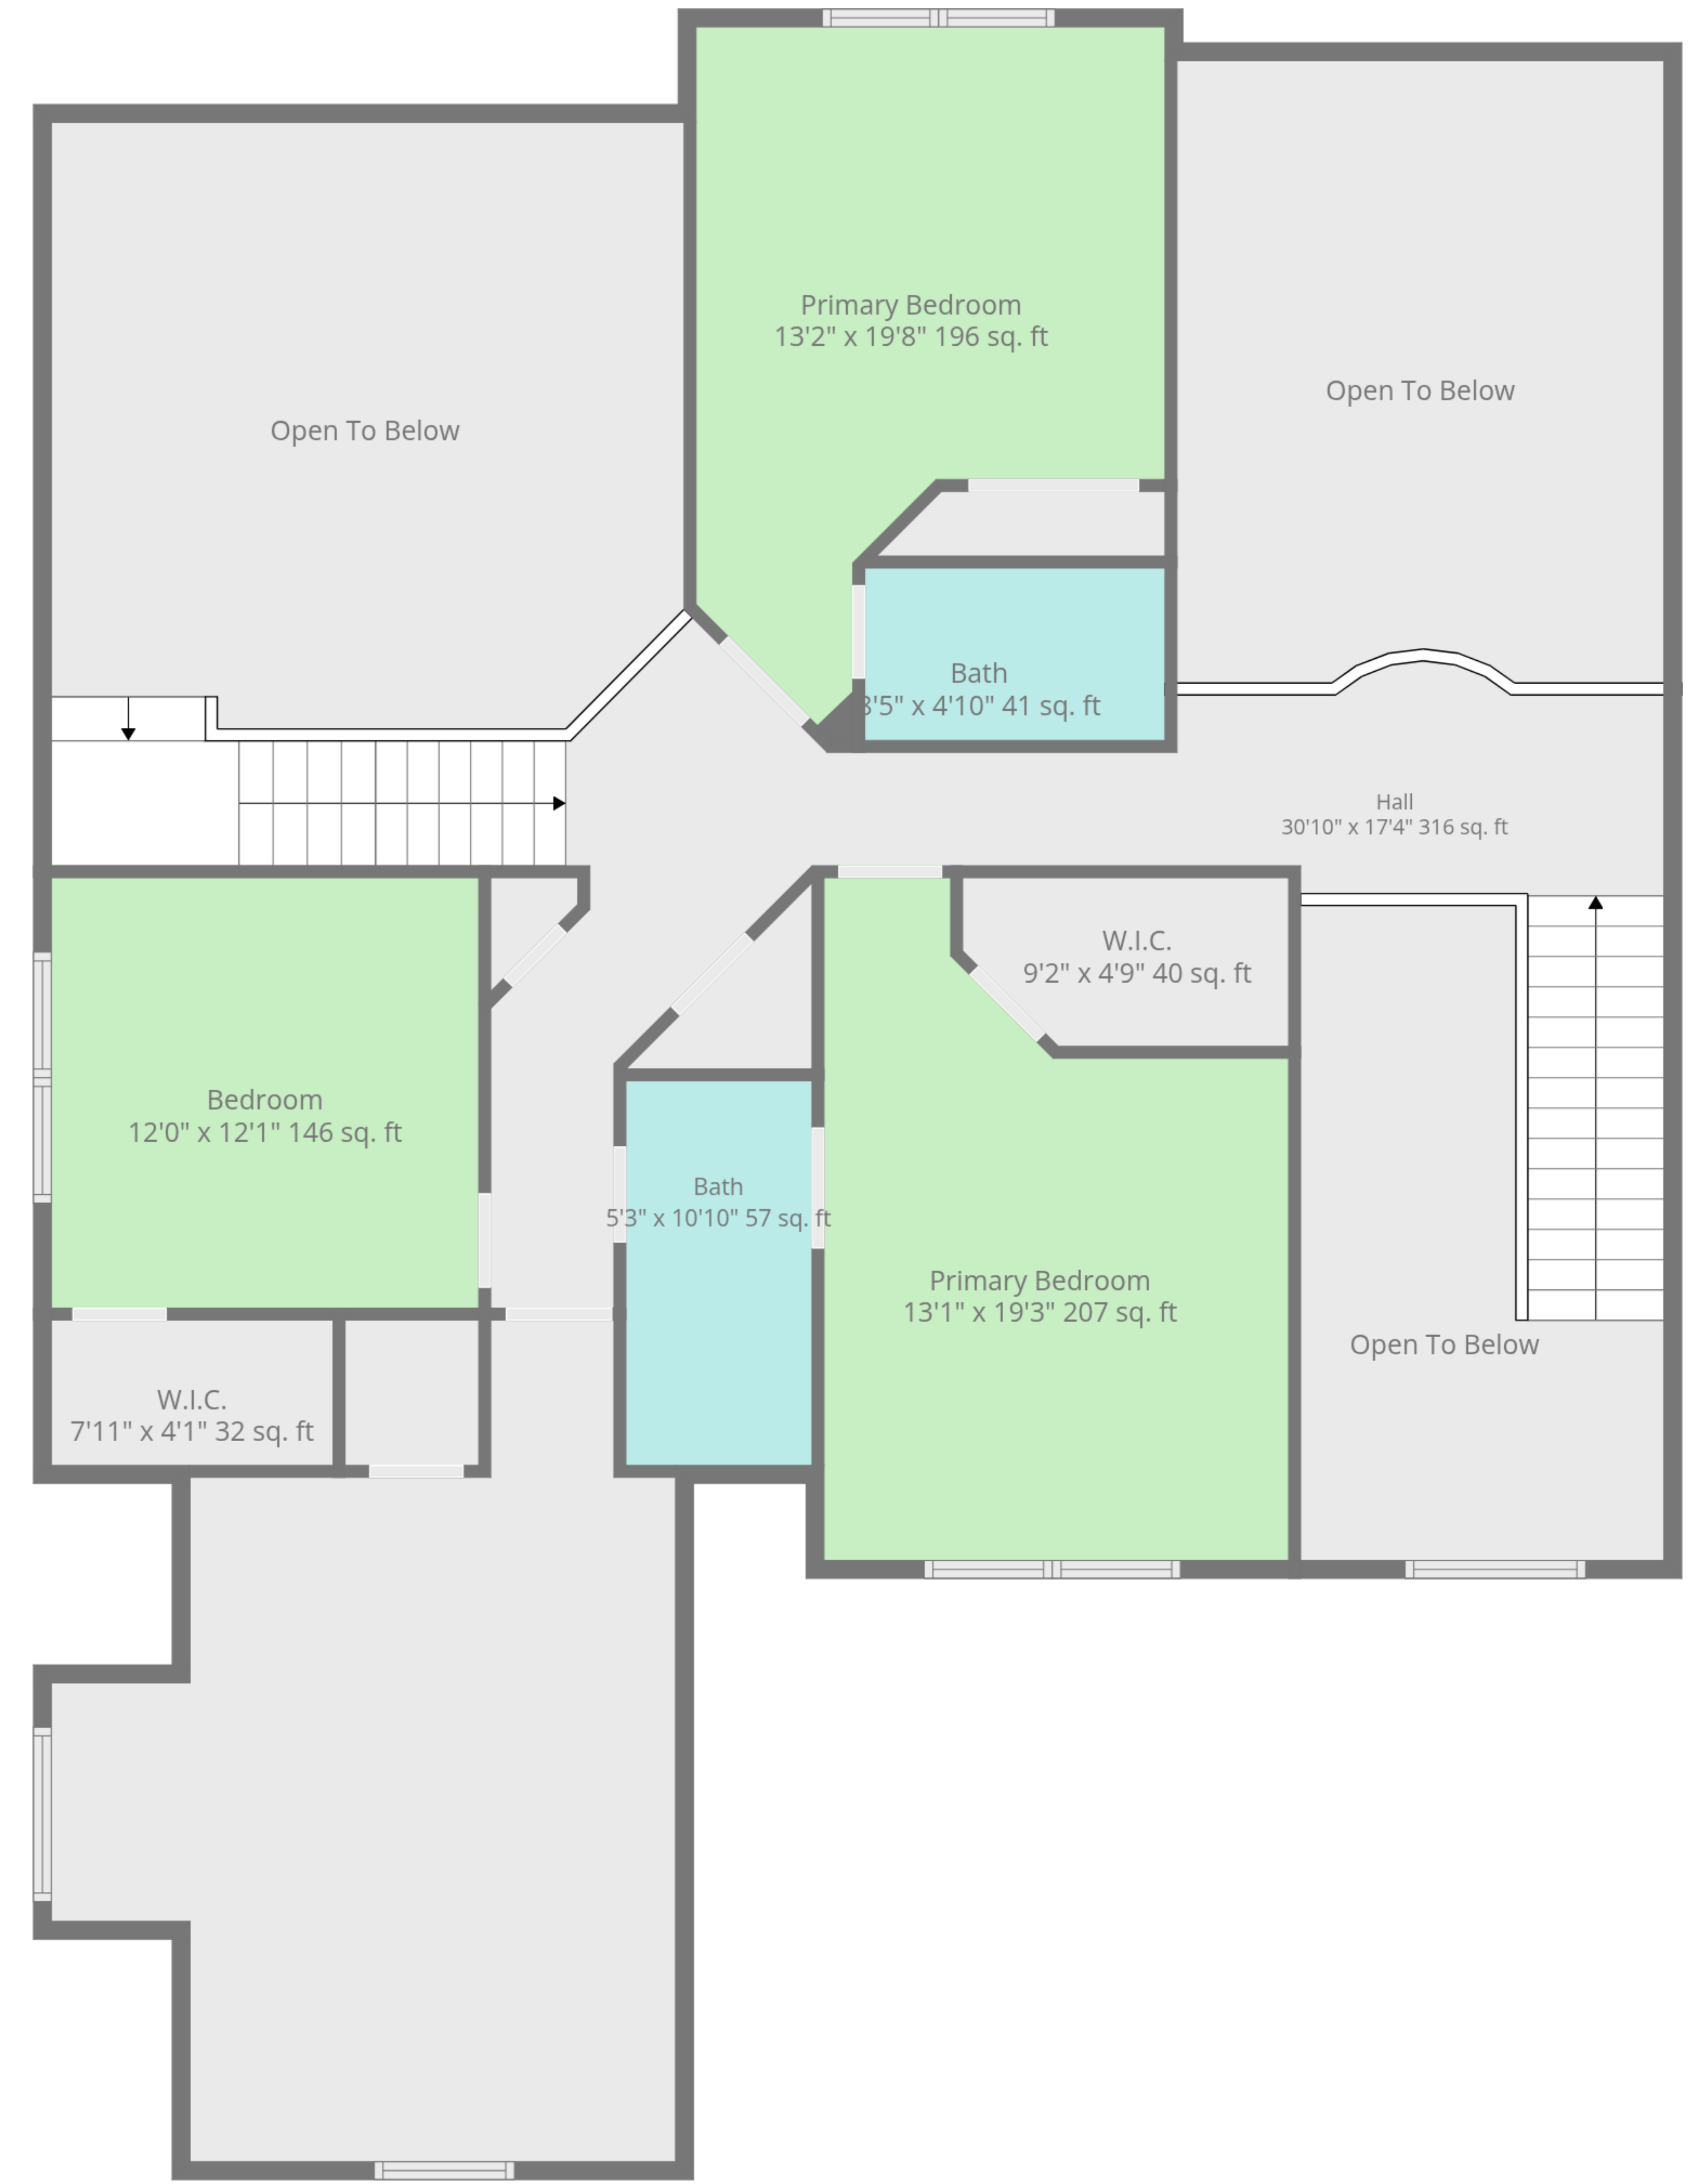 Primary Bedroom
13'2" x 19'8" 196 sq. ft
Open To Below
Open To Below
Bath
8'5" x 4'10" 41 sq. ft
Hall
30'10" x 17'4" 316 sq. ft
W.I.C.
9'2" x 4'9" 40 sq. ft
Bedroom
12'0" x 12'1" 146 sq. ft
Bath
5'3" x 10'10" 57 sq. ft
Primary Bedroom
13'1" x 19'3" 207 sq. ft
Open To Below
W.I.C.
7'11" x 4'1" 32 sq. ft